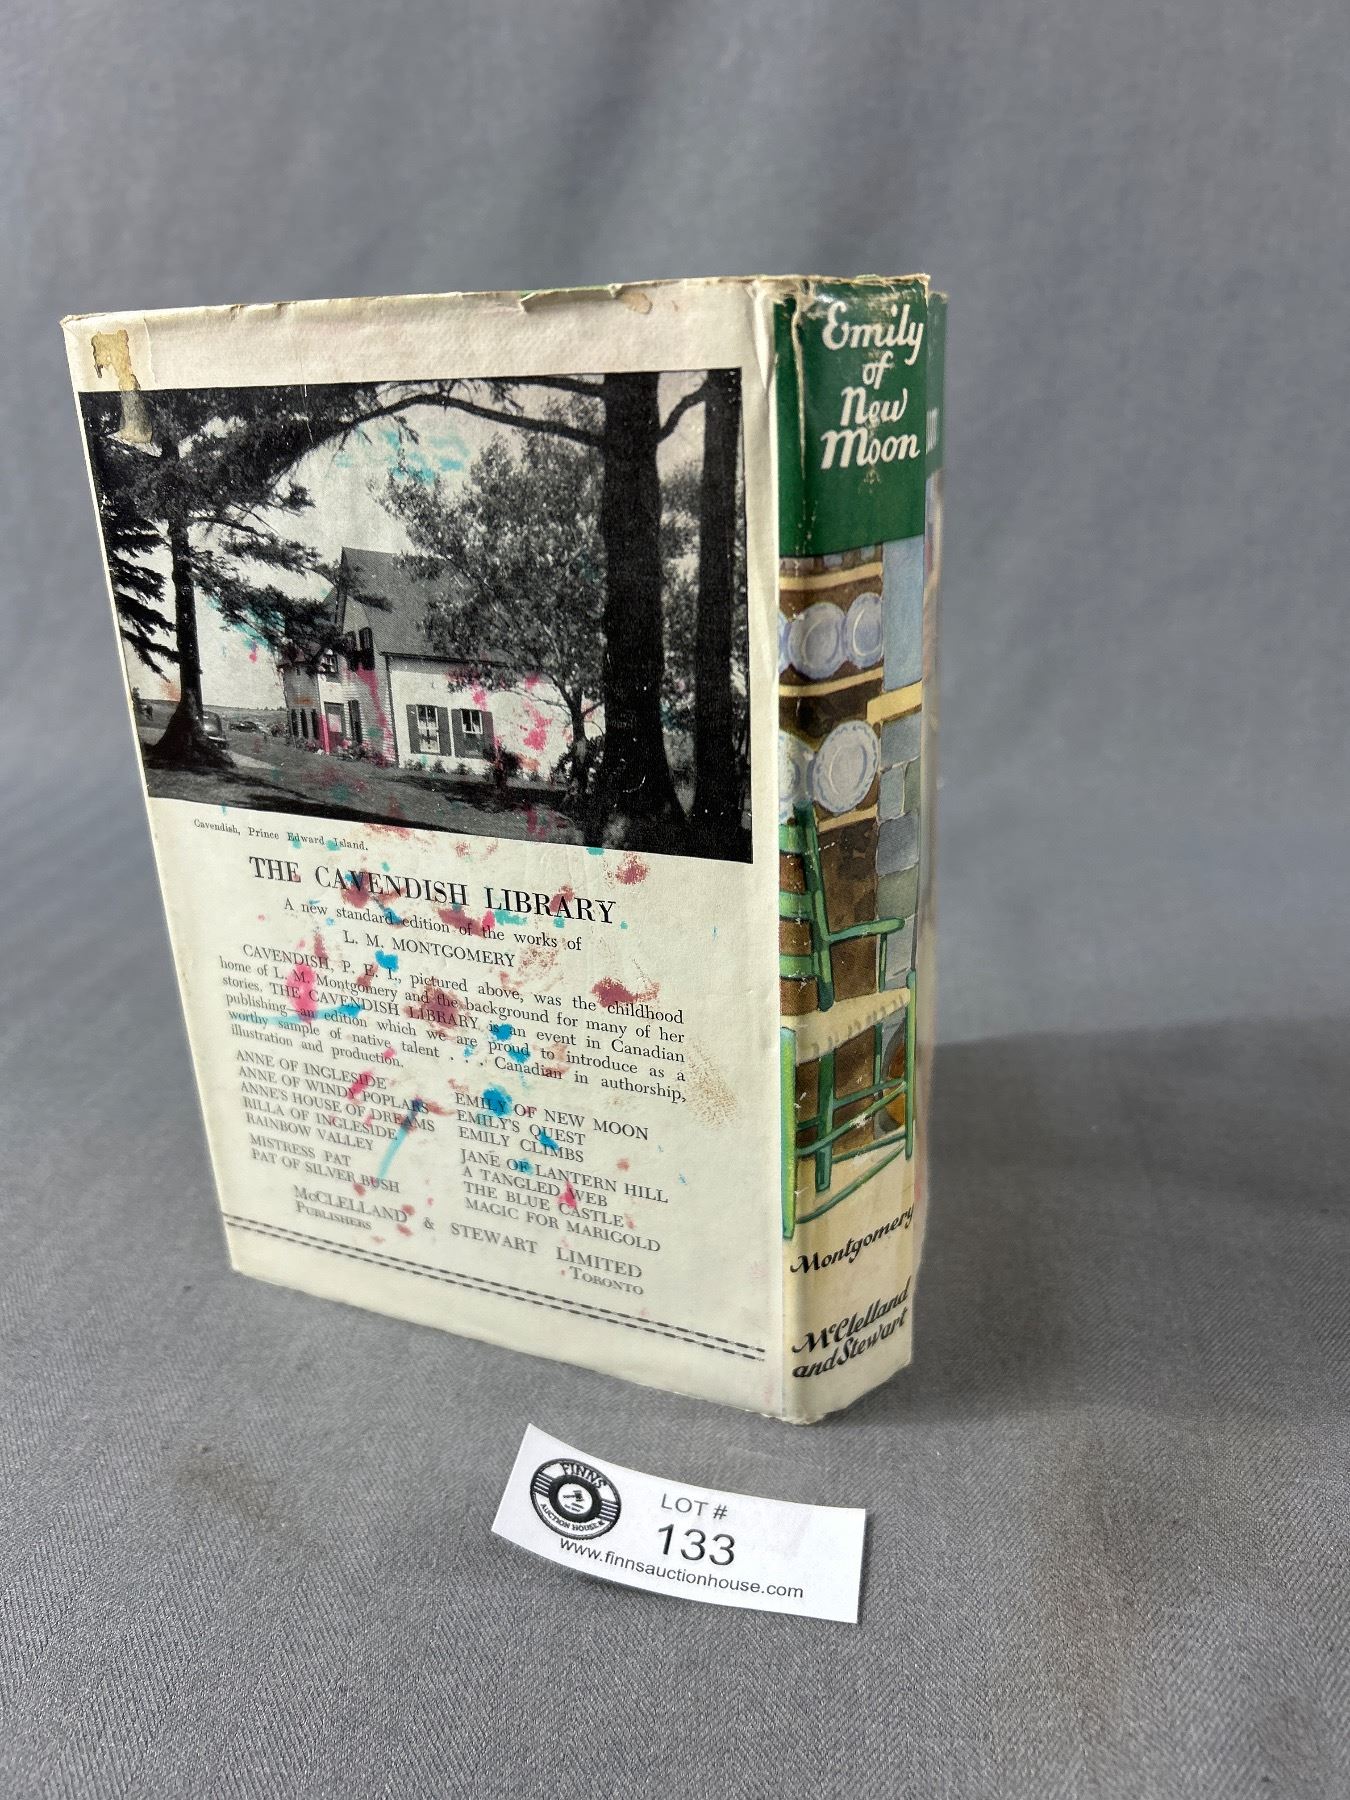 Cavendish, Prince Edward Island.
THE CAVENDISH LIBRARY
A new standard edition of the works of
L. M. MONTGOMERY
CAVENDISH, P. E. I., pictured above, was the childhood
home of L. M. Montgomery and the background for many of her
stories. THE CAVENDISH LIBRARY is an event in Canadian
publishing—an edition which we are proud to introduce as a
worthy sample of native talent . . . Canadian in authorship,
illustration and production.
ANNE OF INGLESIDE
ANNE OF WINDY POPLARS
ANNE'S HOUSE OF DREAMS
RILLA OF INGLESIDE
RAINBOW VALLEY
MISTRESS PAT
PAT OF SILVER BUSH
EMILY OF NEW MOON
EMILY'S QUEST
EMILY CLIMBS
JANE OF LANTERN HILL
A TANGLED WEB
THE BLUE CASTLE
MAGIC FOR MARIGOLD
McCLELLAND & STEWART LIMITED
PUBLISHERS TORONTO
Emily
of
New
Moon
Montgomery
McClelland
and Stewart
FINNS
AUCTION HOUSE
LOT #
133
www.finnsauctionhouse.com